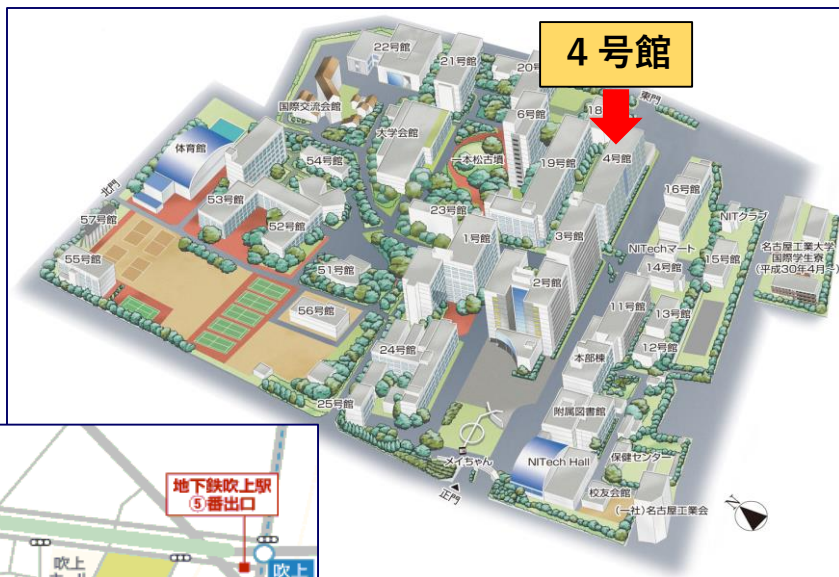 4 号館
22号館
21号館
20号
国際交流会館
6号館
18
東門
大学会館
一本松古墳
19号館
4号館
体育館
54号館
16号館
北門
53号館
52号館
23号館
3号館
NITクラブ
57号館
1号館
NITechマート
名古屋工業大学
国際学生寮
(平成30年4月～)
55号館
51号館
2号館
14号館
15号館
56号館
11号館
13号館
24号館
本部棟
12号館
25号館
附属図書館
メイちゃん
NITech Hall
保健センター
正門
校友会館
(一社)名古屋工業会
N
地下鉄吹上駅
⑤番出口
吹上
吹上